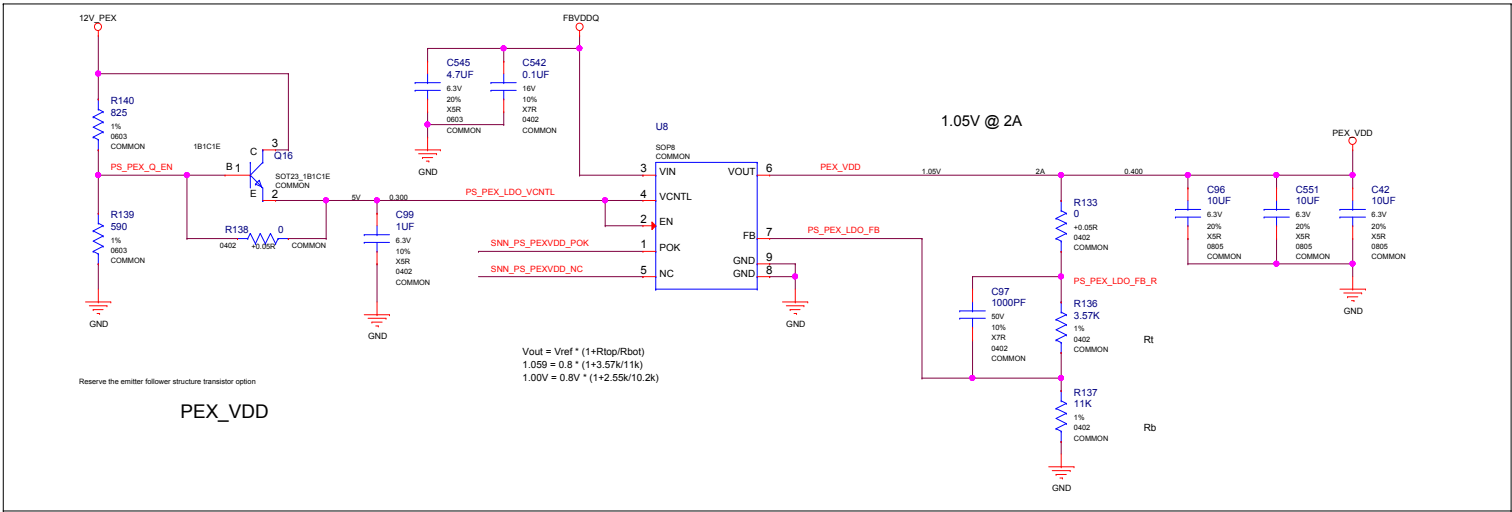 12V_PEX
R140
825
1%
0603
COMMON
PS_PEX_Q_EN
1B1C1E
C
3
Q16
B
1
SOT23_1B1C1E
COMMON
E
2
R139
590
1%
0603
COMMON
R138
0
0402
+0.05R
COMMON
GND
5V
0.300
PS_PEX_LDO_VCNTL
C99
1UF
6.3V
10%
X5R
0402
COMMON
GND
FBVDDQ
C545
4.7UF
6.3V
20%
X5R
0603
COMMON
C542
0.1UF
16V
10%
X7R
0402
COMMON
GND
SNN_PS_PEXVDD_POK
SNN_PS_PEXVDD_NC
U8
SOP8
COMMON
3
VIN
4
VCNTL
2
EN
1
POK
5
NC
VOUT
6
FB
7
GND
9
GND
8
GND
1.05V @ 2A
PEX_VDD
1.05V
2A
0.400
PEX_VDD
PS_PEX_LDO_FB
R133
0
+0.05R
0402
COMMON
C96
10UF
6.3V
20%
X5R
0805
COMMON
C551
10UF
6.3V
20%
X5R
0805
COMMON
C42
10UF
6.3V
20%
X5R
0805
COMMON
GND
PS_PEX_LDO_FB_R
C97
1000PF
50V
10%
X7R
0402
COMMON
R136
3.57K
1%
0402
COMMON
Rt
R137
11K
1%
0402
COMMON
Rb
GND
Vout = Vref * (1+Rtop/Rbot)
1.059 = 0.8 * (1+3.57k/11k)
1.00V = 0.8V * (1+2.55k/10.2k)
Reserve the emitter follower structure transistor option
PEX_VDD